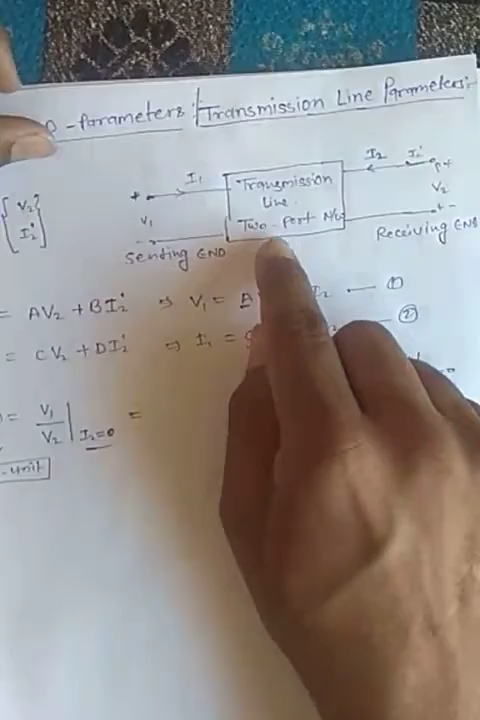 -Parameters: Transmission Line Parameters:-
I₁
I₂ I₂'
+
+
Transmission
Line.
Two-Port N/w
V₁
V₂
-
-
Sending END
Receiving END
V₂
I₂'
= AV₂ + BI₂' ⇒ V₁ = A I₂ — ①
= CV₂ + DI₂' ⇒ I₁ = — ②
= V₁/V₂ | I₂=0 =
-unit